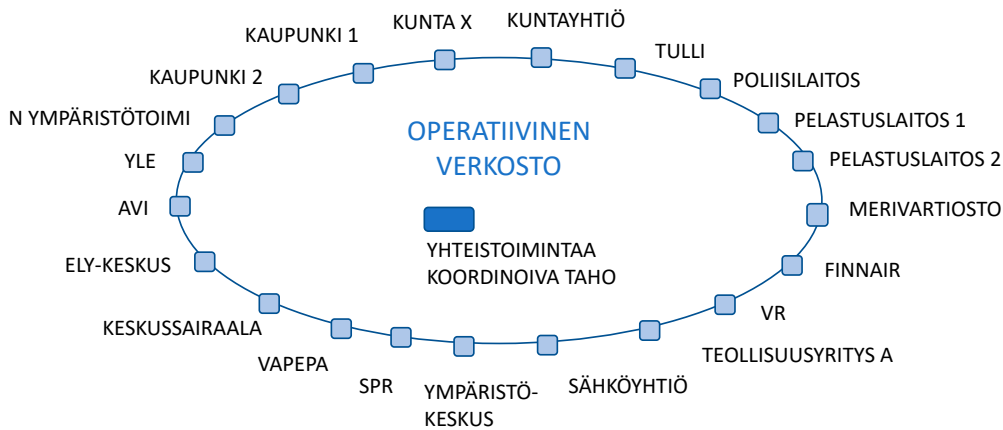 KUNTA X
KUNTAYHTIÖ
KAUPUNKI 1
TULLI
KAUPUNKI 2
POLIISILAITOS
N YMPÄRISTÖTOIMI
PELASTUSLAITOS 1
OPERATIIVINEN
VERKOSTO
YLE
PELASTUSLAITOS 2
AVI
MERIVARTIOSTO
YHTEISTOIMINTAA
KOORDINOIVA TAHO
ELY-KESKUS
FINNAIR
KESKUSSAIRAALA
VR
VAPEPA
TEOLLISUUSYRITYS A
SPR
YMPÄRISTÖ-
KESKUS
SÄHKÖYHTIÖ